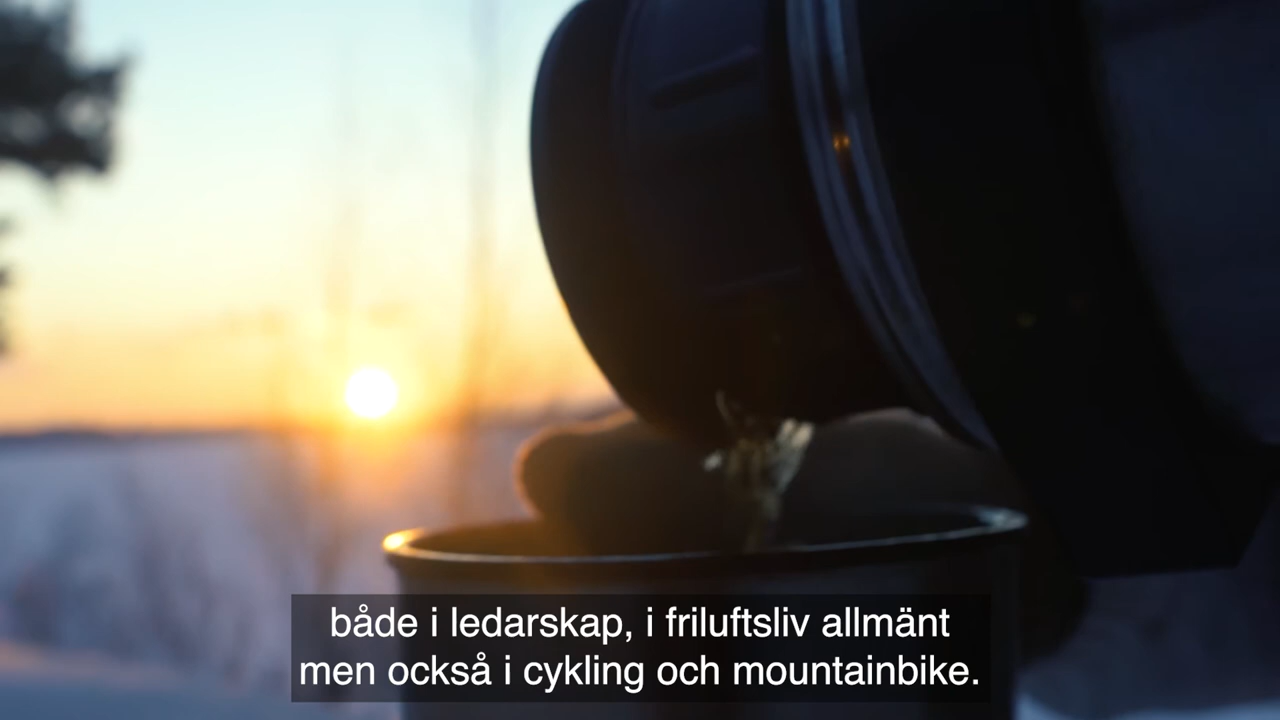 både i ledarskap, i friluftsliv allmänt
men också i cykling och mountainbike.